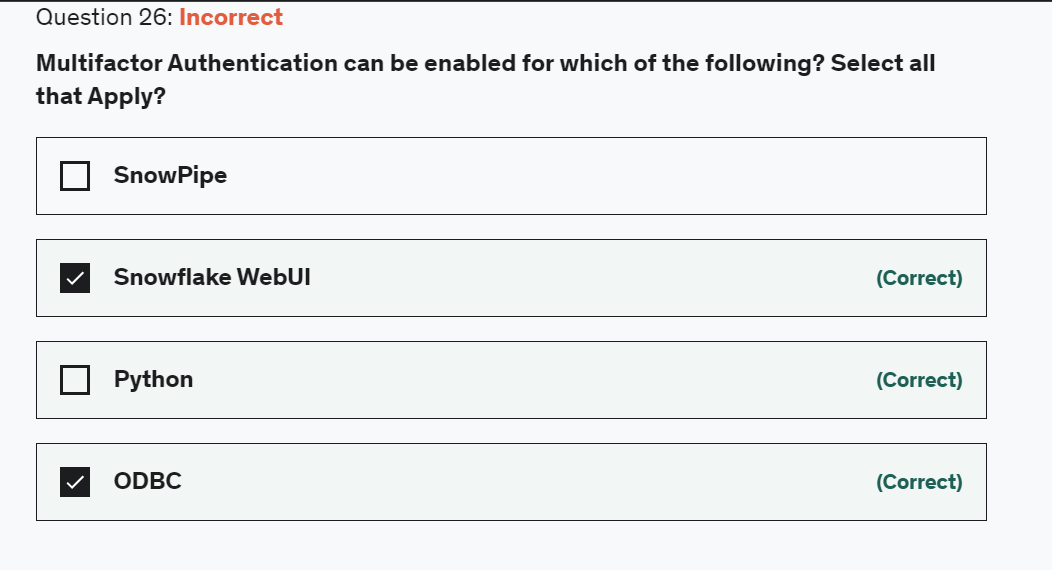 Question 26: Incorrect
Multifactor Authentication can be enabled for which of the following? Select all
that Apply?
SnowPipe
Snowflake WebUI (Correct)
Python (Correct)
ODBC (Correct)